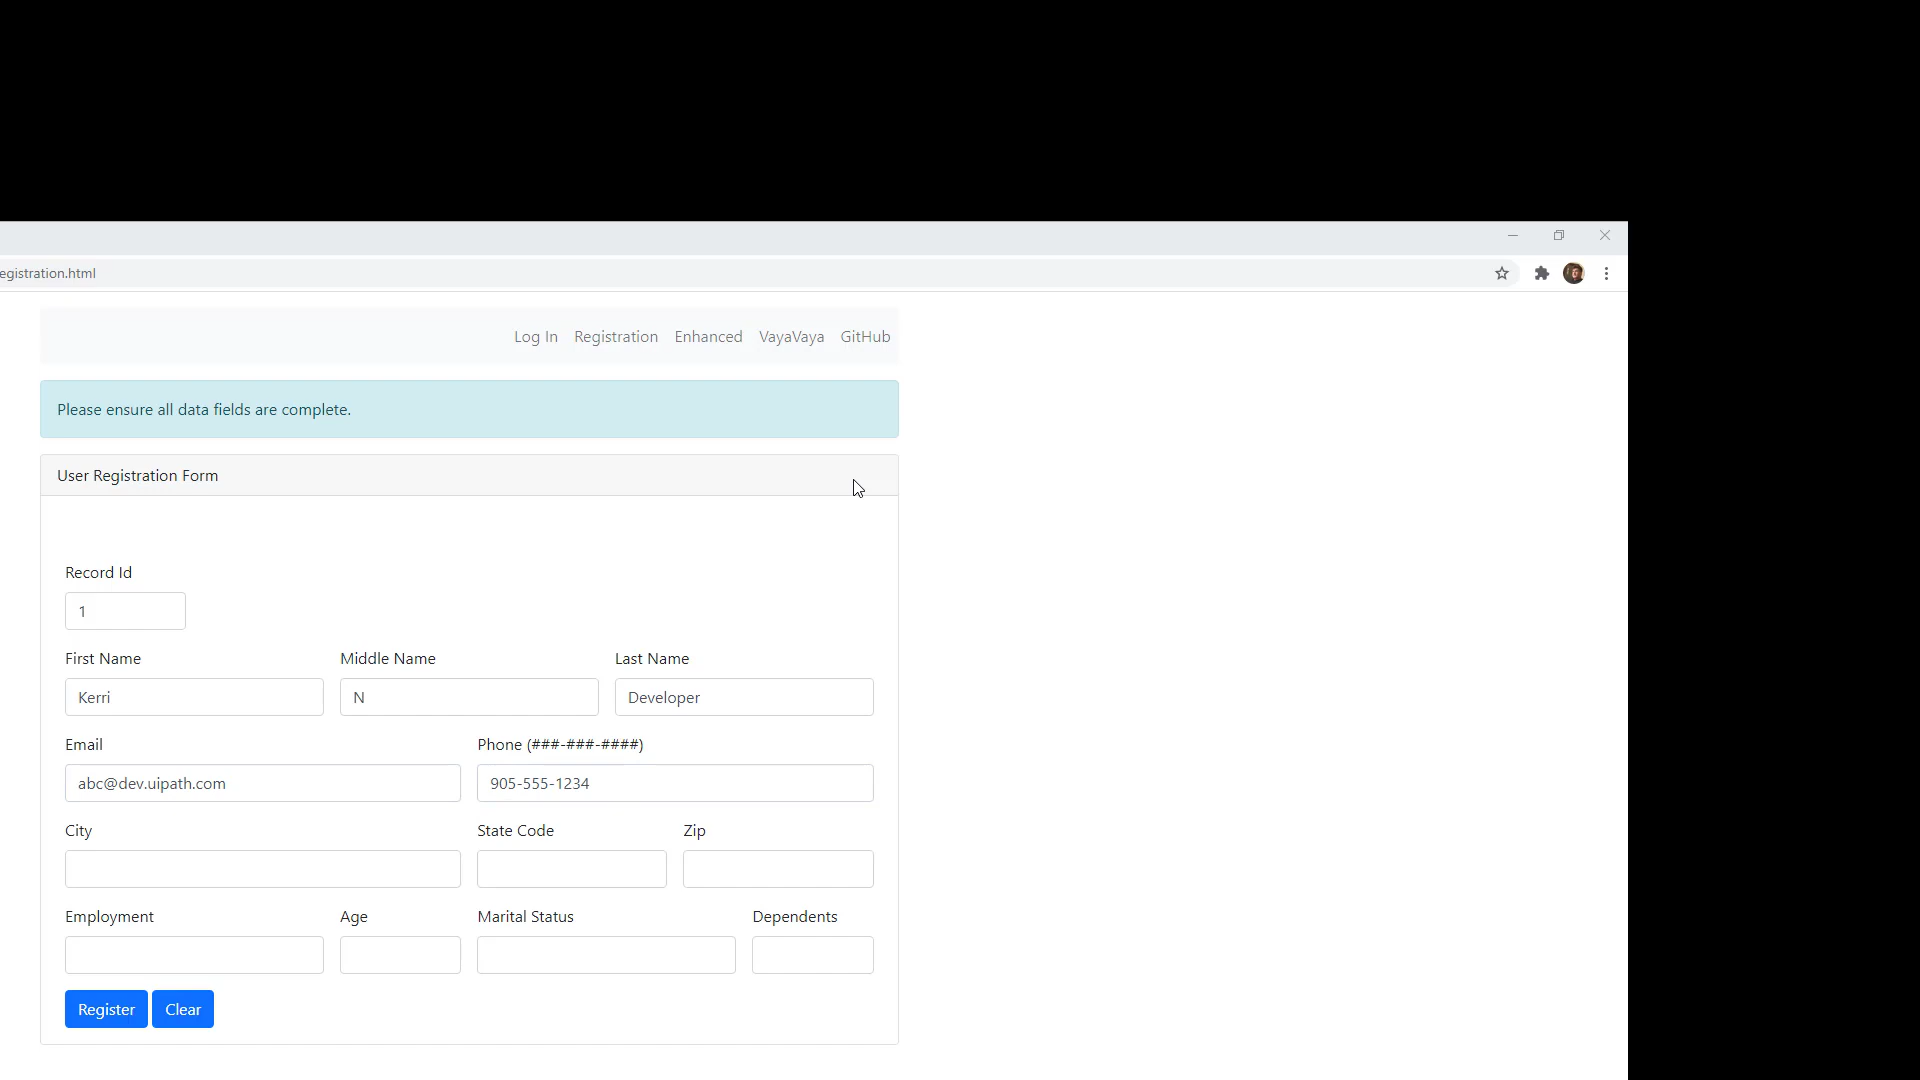 egistration.html
Log In Registration Enhanced VayaVaya GitHub
Please ensure all data fields are complete.
User Registration Form
Record Id
1
First Name Middle Name Last Name
Kerri N Developer
Email Phone (###-###-####)
abc@dev.uipath.com 905-555-1234
City State Code Zip
Employment Age Marital Status Dependents
Register Clear